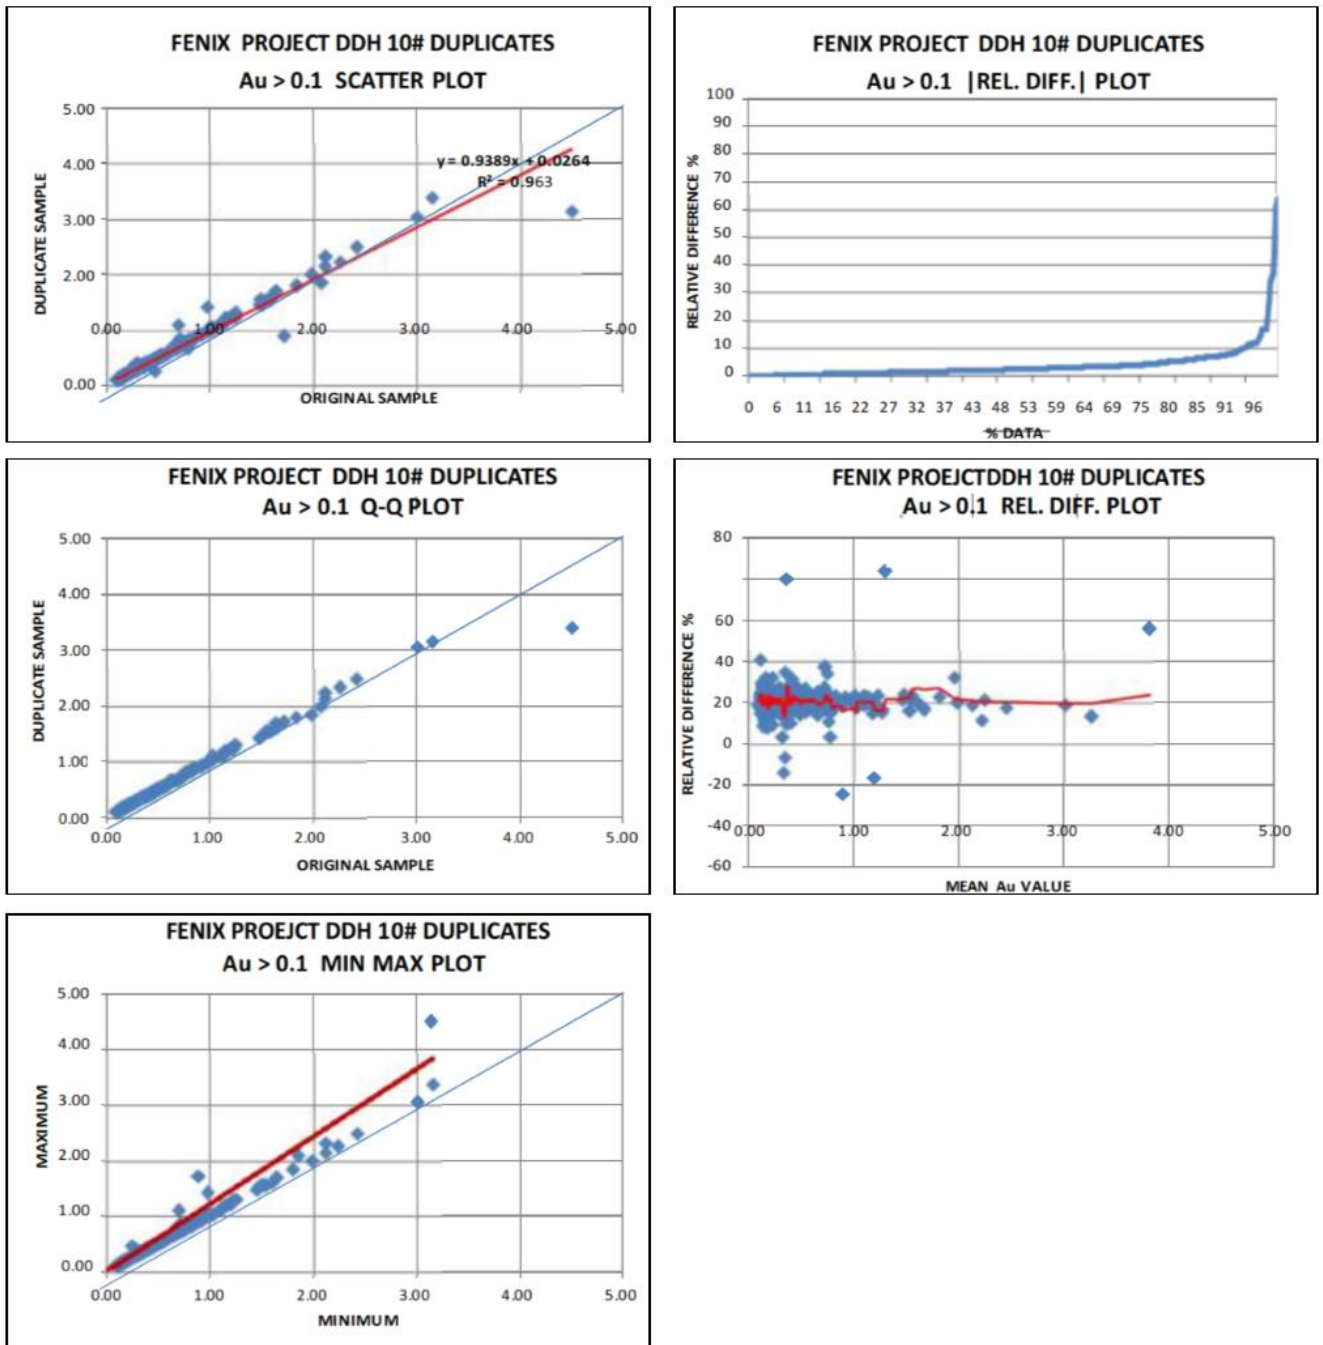 FENIX PROJECT DDH 10# DUPLICATES
Au > 0.1 SCATTER PLOT
5.00
4.00
3.00
2.00
0.00 1.00 2.00 3.00 4.00 5.00
0.00
y = 0.9389x + 0.0264
R² = 0.963
DUPLICATE SAMPLE
ORIGINAL SAMPLE
FENIX PROJECT DDH 10# DUPLICATES
Au > 0.1 |REL. DIFF.| PLOT
100
90
80
70
60
50
40
30
20
10
0
RELATIVE DIFFERENCE %
0 6 11 16 22 27 32 37 43 48 53 59 64 69 75 80 85 91 96
% DATA
FENIX PROJECT DDH 10# DUPLICATES
Au > 0.1 Q-Q PLOT
5.00
4.00
3.00
2.00
1.00
0.00
DUPLICATE SAMPLE
0.00 1.00 2.00 3.00 4.00 5.00
ORIGINAL SAMPLE
FENIX PROEJCTDDH 10# DUPLICATES
Au > 0.1 REL. DIFF. PLOT
80
60
40
20
0
-20
-40
-60
RELATIVE DIFFERENCE %
0.00 1.00 2.00 3.00 4.00 5.00
MEAN Au VALUE
FENIX PROEJCT DDH 10# DUPLICATES
Au > 0.1 MIN MAX PLOT
5.00
4.00
3.00
2.00
1.00
0.00
MAXIMUM
0.00 1.00 2.00 3.00 4.00 5.00
MINIMUM